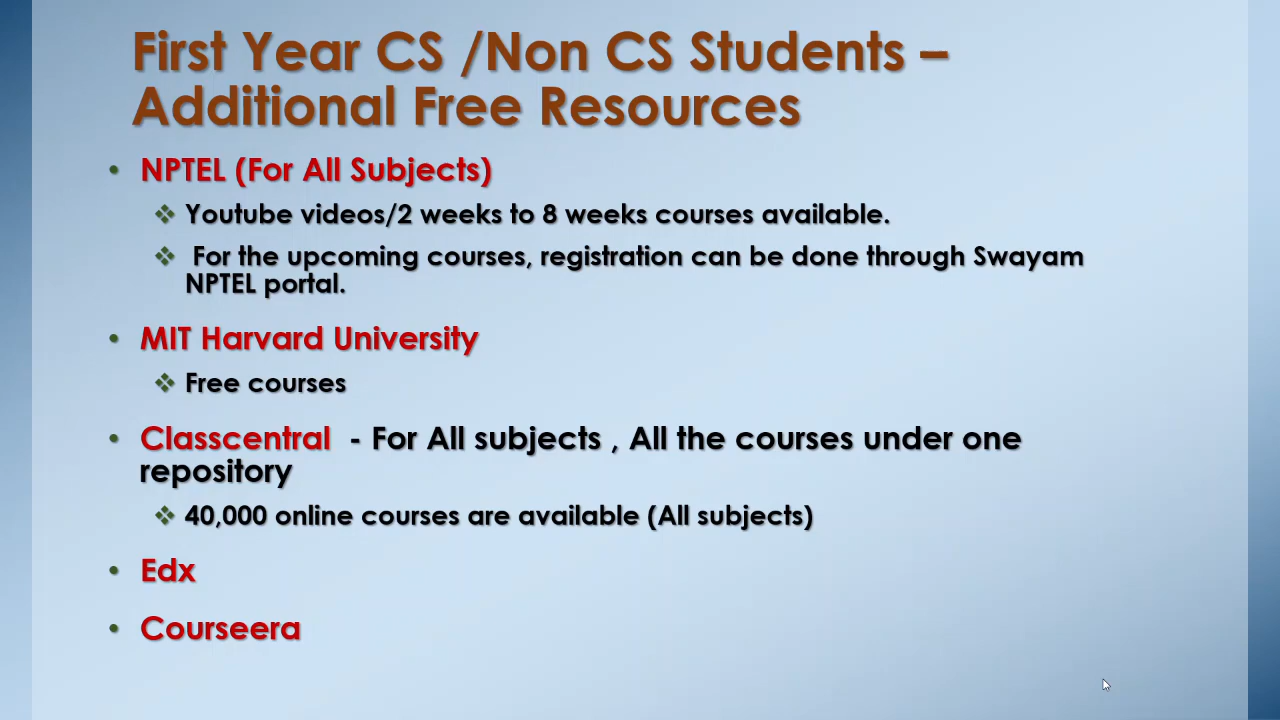 First Year CS /Non CS Students –
Additional Free Resources
• NPTEL (For All Subjects)
❖ Youtube videos/2 weeks to 8 weeks courses available.
❖ For the upcoming courses, registration can be done through Swayam
NPTEL portal.
• MIT Harvard University
❖ Free courses
• Classcentral - For All subjects , All the courses under one
repository
❖ 40,000 online courses are available (All subjects)
• Edx
• Courseera